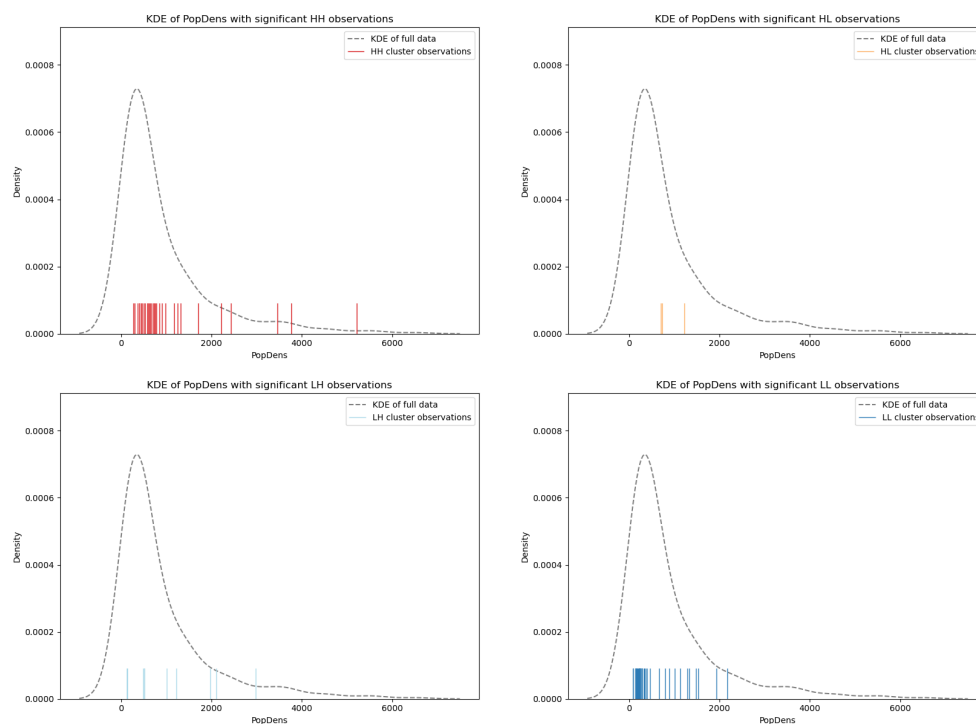 KDE of PopDens with significant HH observations
KDE of full data
HH cluster observations
0.0008
0.0006
0.0004
0.0002
0.0000
Density
0
2000
4000
6000
PopDens
KDE of PopDens with significant HL observations
KDE of full data
HL cluster observations
0.0008
0.0006
0.0004
0.0002
0.0000
Density
0
2000
4000
6000
PopDens
KDE of PopDens with significant LH observations
KDE of full data
LH cluster observations
0.0008
0.0006
0.0004
0.0002
0.0000
Density
0
2000
4000
6000
PopDens
KDE of PopDens with significant LL observations
KDE of full data
LL cluster observations
0.0008
0.0006
0.0004
0.0002
0.0000
Density
0
2000
4000
6000
PopDens